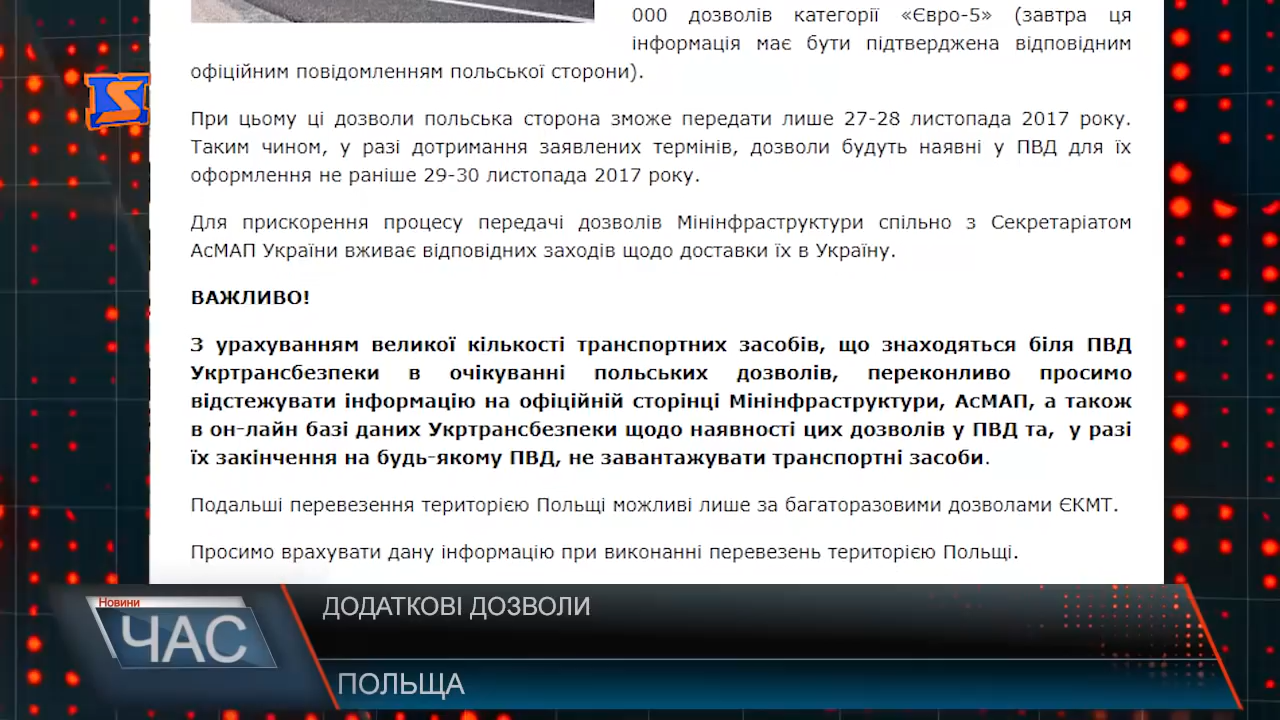 000 дозволів категорії «Євро-5» (завтра ця
інформація має бути підтверджена відповідним
офіційним повідомленням польської сторони).
При цьому ці дозволи польська сторона зможе передати лише 27-28 листопада 2017 року.
Таким чином, у разі дотримання заявлених термінів, дозволи будуть наявні у ПВД для їх
оформлення не раніше 29-30 листопада 2017 року.
Для прискорення процесу передачі дозволів Мінінфраструктури спільно з Секретаріатом
АсМАП України вживає відповідних заходів щодо доставки їх в Україну.
ВАЖЛИВО!
З урахуванням великої кількості транспортних засобів, що знаходяться біля ПВД
Укртрансбезпеки в очікуванні польських дозволів, переконливо просимо
відстежувати інформацію на офіційній сторінці Мінінфраструктури, АсМАП, а також
в он-лайн базі даних Укртрансбезпеки щодо наявності цих дозволів у ПВД та, у разі
їх закінчення на будь-якому ПВД, не завантажувати транспортні засоби.
Подальші перевезення територією Польщі можливі лише за багаторазовими дозволами ЄКМТ.
Просимо врахувати дану інформацію при виконанні перевезень територією Польщі.
Новини
ЧАС
ДОДАТКОВІ ДОЗВОЛИ
ПОЛЬЩА